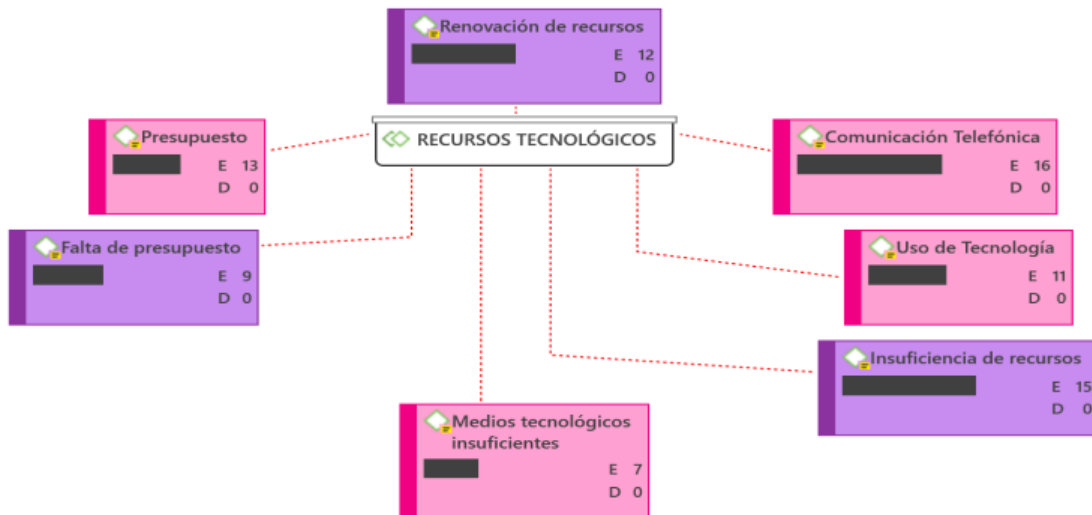 Renovación de recursos
E 12
D 0
RECURSOS TECNOLÓGICOS
Presupuesto
E 13
D 0
Comunicación Telefónica
E 16
D 0
Falta de presupuesto
E 9
D 0
Uso de Tecnología
E 11
D 0
Insuficiencia de recursos
E 15
D 0
Medios tecnológicos
insuficientes
E 7
D 0